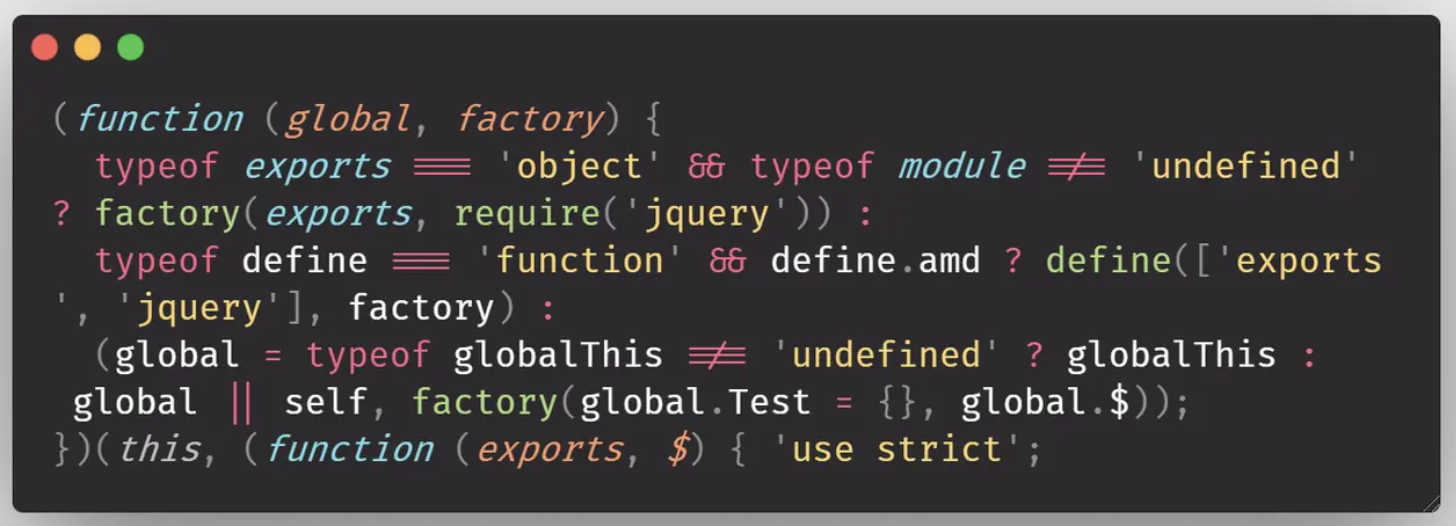 (function (global, factory) {
typeof exports === 'object' && typeof module !== 'undefined'
? factory(exports, require('jquery')) :
typeof define === 'function' && define.amd ? define(['exports
', 'jquery'], factory) :
(global = typeof globalThis !== 'undefined' ? globalThis :
global || self, factory(global.Test = {}, global.$));
})(this, (function (exports, $) { 'use strict';